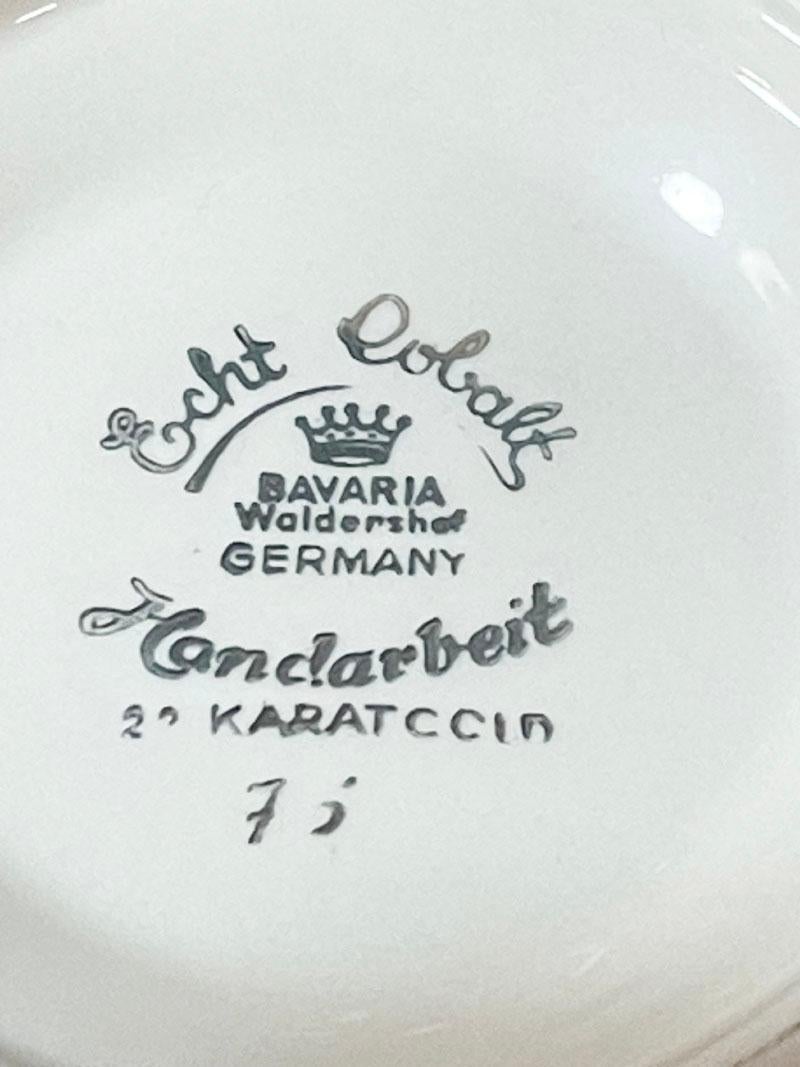 Echt Cobalt
BAVARIA
Waldershof
GERMANY
Handarbeit
KARAT